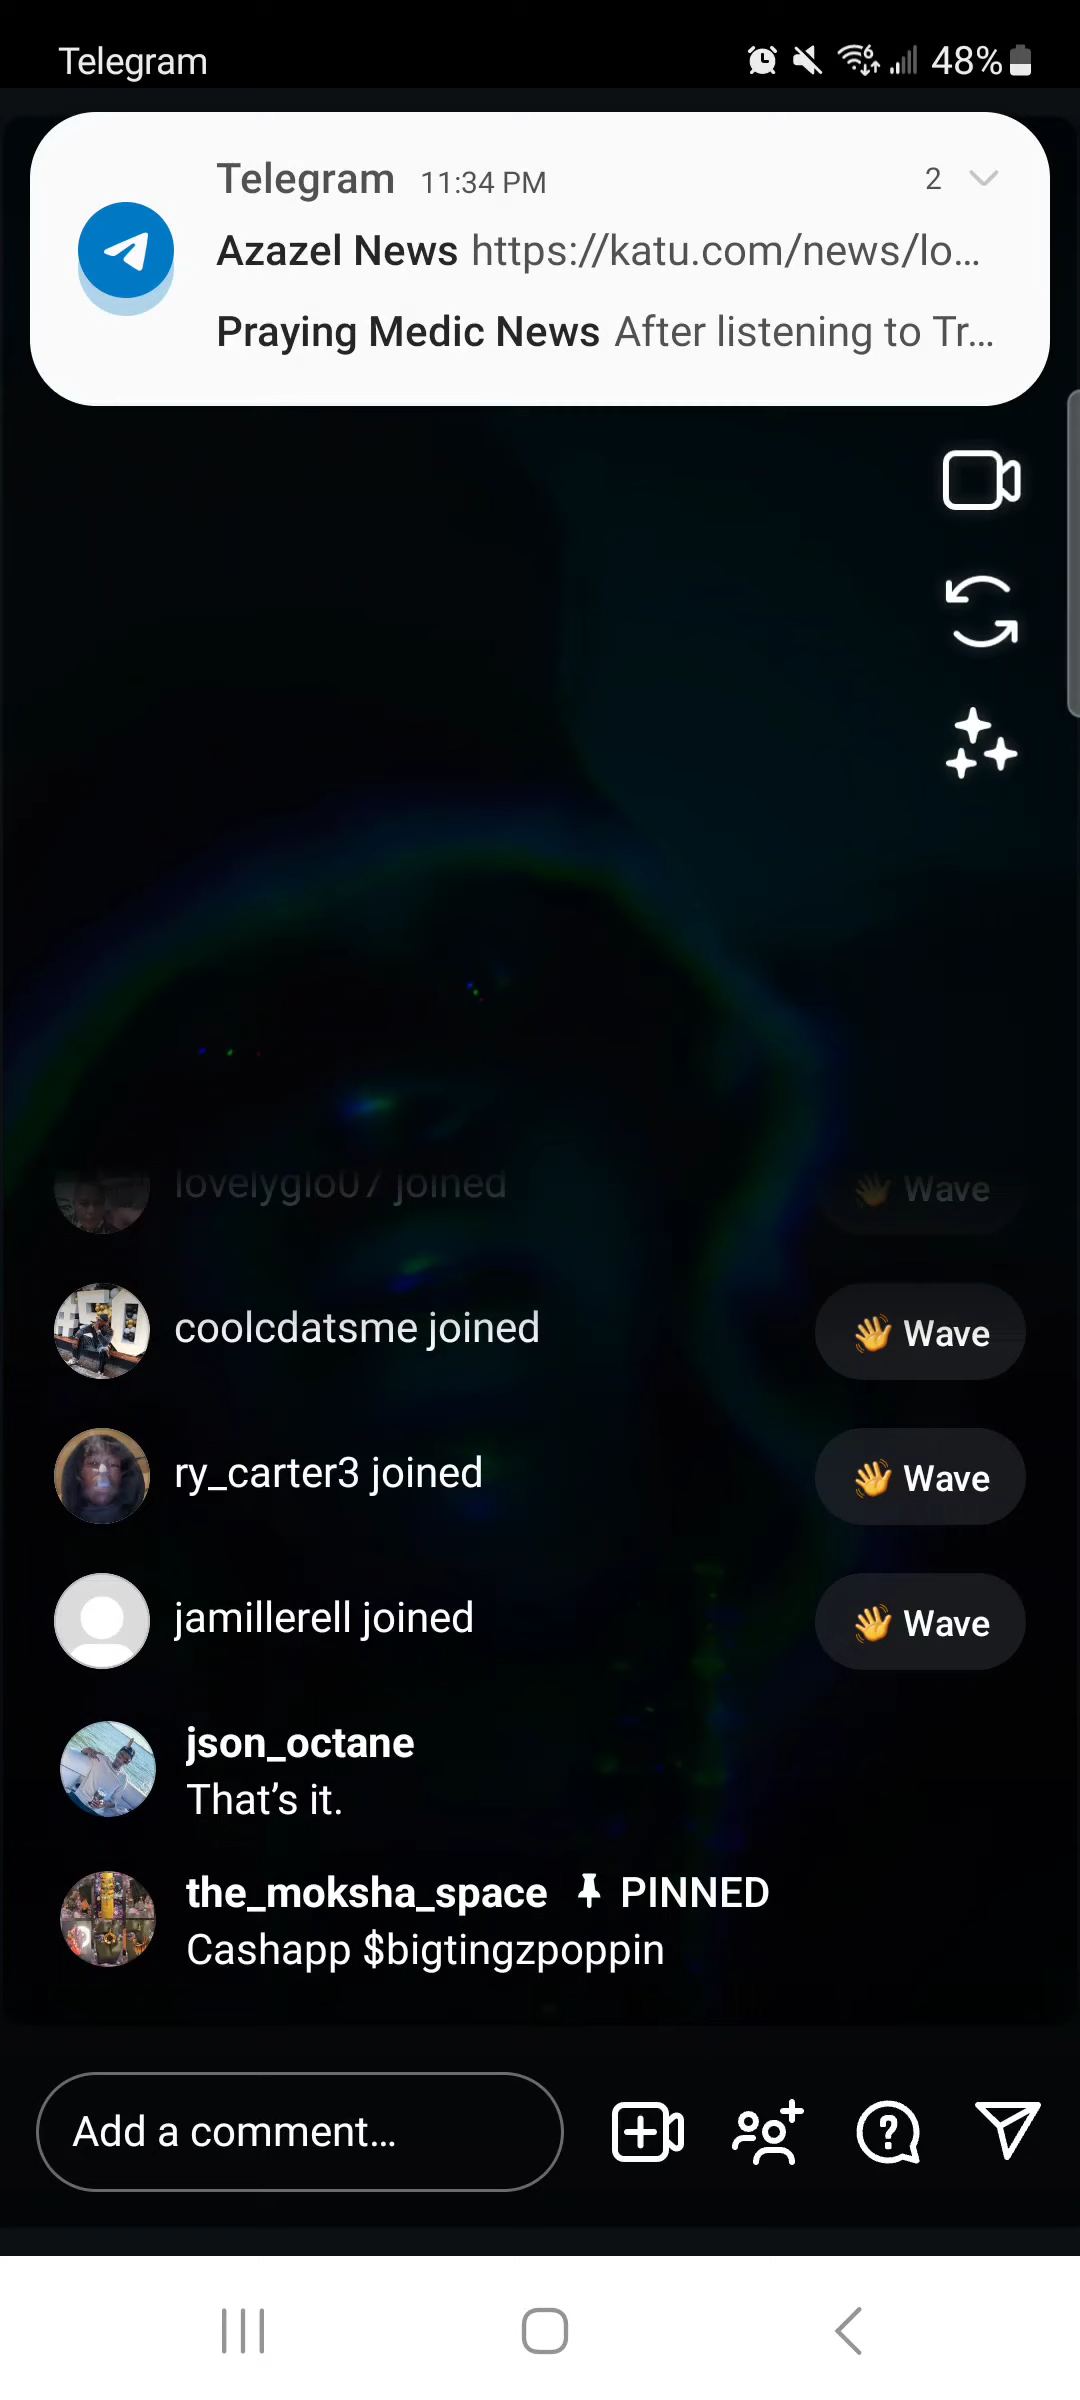 Telegram 48%
Telegram 11:34 PM 2
Azazel News https://katu.com/news/lo...
Praying Medic News After listening to Tr...
lovelyglo07 joined 👋 Wave
coolcdatsme joined 👋 Wave
ry_carter3 joined 👋 Wave
jamillerell joined 👋 Wave
json_octane
That's it.
the_moksha_space PINNED
Cashapp $bigtingzpoppin
Add a comment...